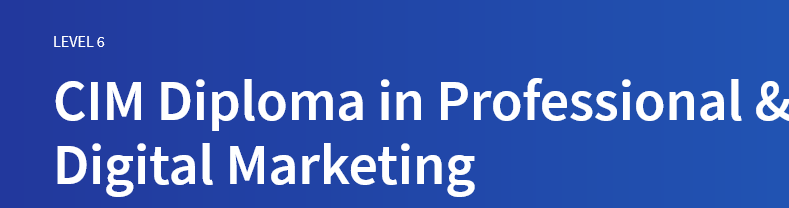 LEVEL 6
CIM Diploma in Professional &
Digital Marketing